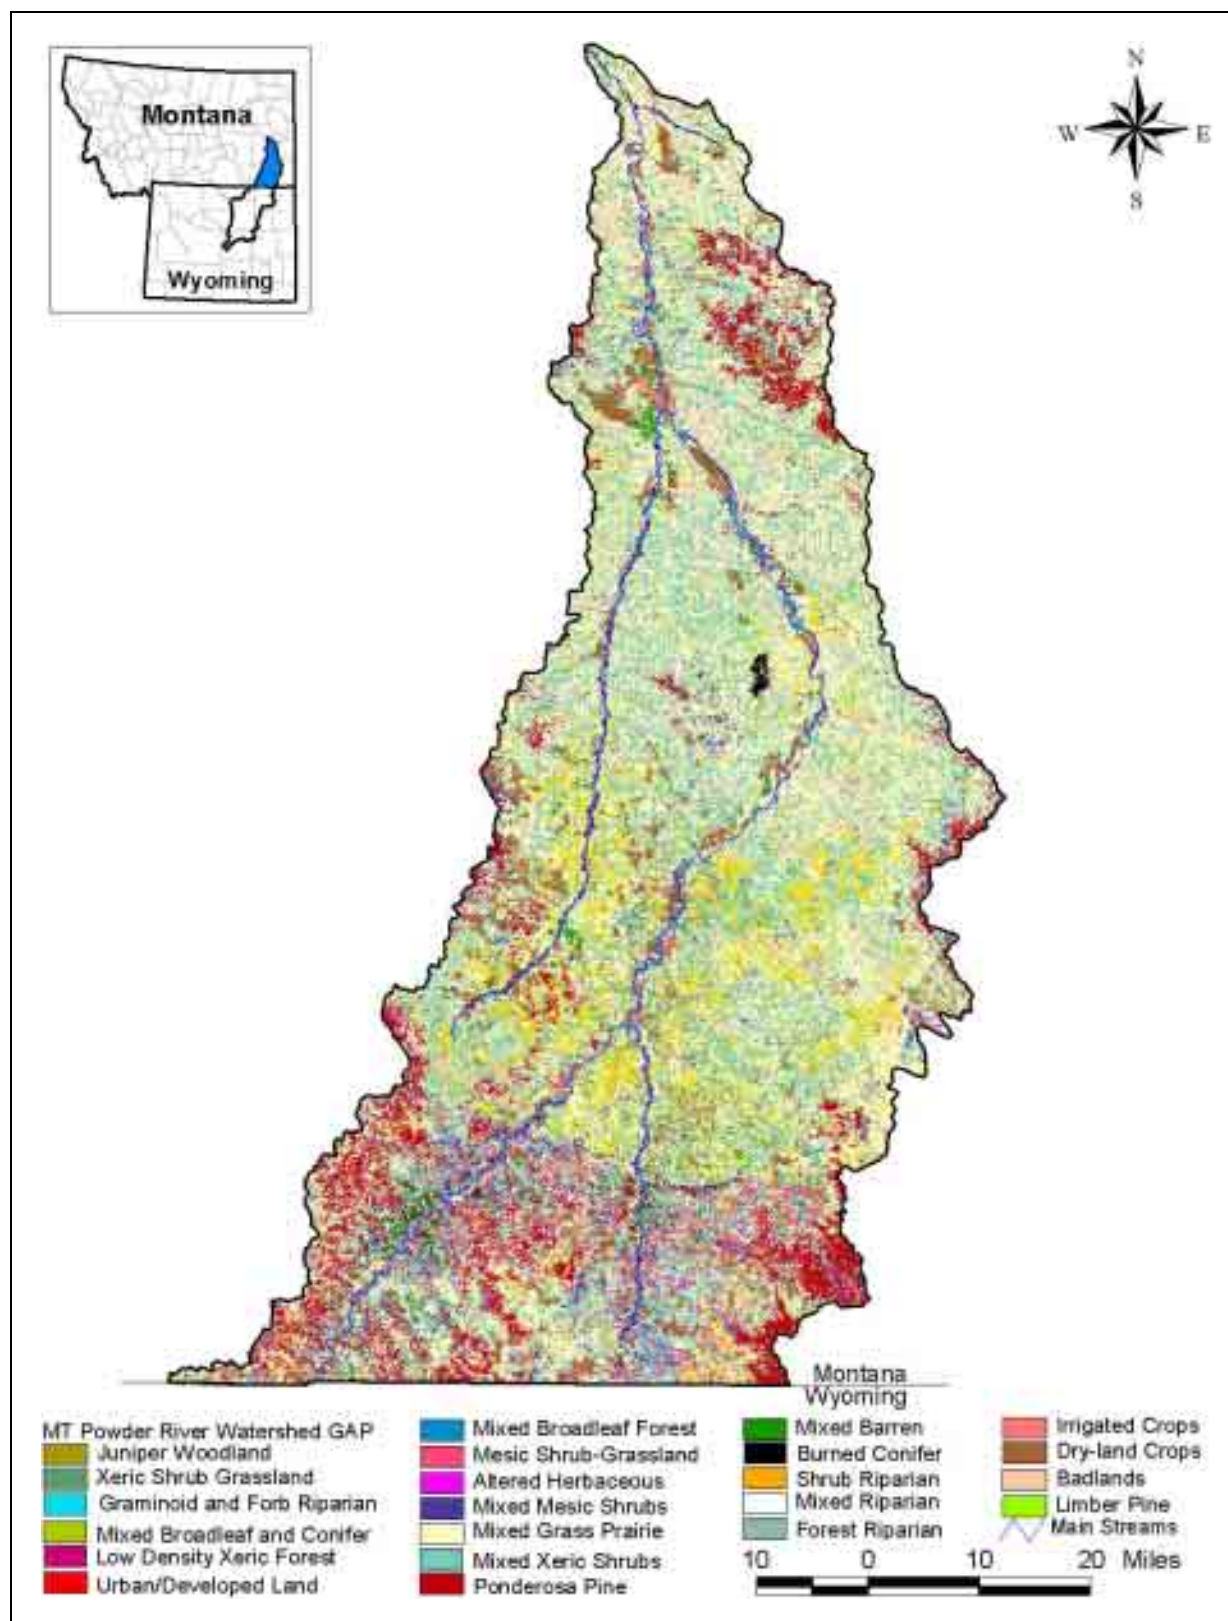 Montana
Wyoming
N
W
E
S
Montana
Wyoming
MT Powder River Watershed GAP
Juniper Woodland
Xeric Shrub Grassland
Graminoid and Forb Riparian
Mixed Broadleaf and Conifer
Low Density Xeric Forest
Urban/Developed Land
Mixed Broadleaf Forest
Mesic Shrub-Grassland
Altered Herbaceous
Mixed Mesic Shrubs
Mixed Grass Prairie
Mixed Xeric Shrubs
Ponderosa Pine
Mixed Barren
Burned Conifer
Shrub Riparian
Mixed Riparian
Forest Riparian
Irrigated Crops
Dry-land Crops
Badlands
Limber Pine
Main Streams
10 0 10 20 Miles